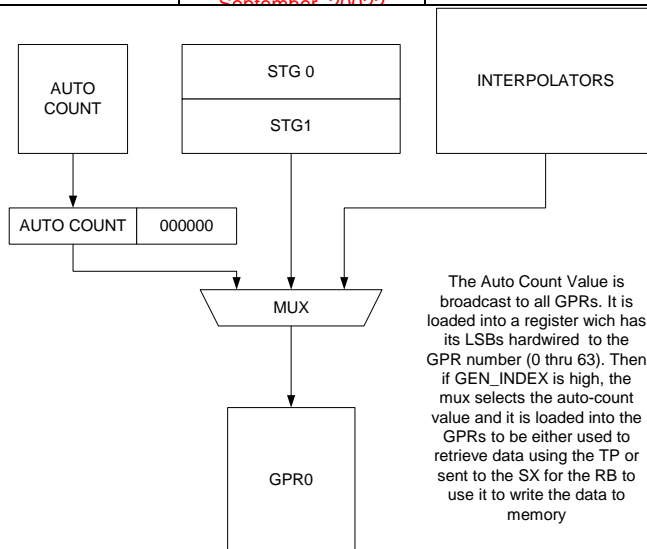 AUTO
COUNT
STG 0
STG1
INTERPOLATORS
AUTO COUNT
000000
MUX
The Auto Count Value is
broadcast to all GPRs. It is
loaded into a register wich has
its LSBs hardwired to the
GPR number (0 thru 63). Then
if GEN_INDEX is high, the
mux selects the auto-count
value and it is loaded into the
GPRs to be either used to
retrieve data using the TP or
sent to the SX for the RB to
use it to write the data to
memory
GPR0